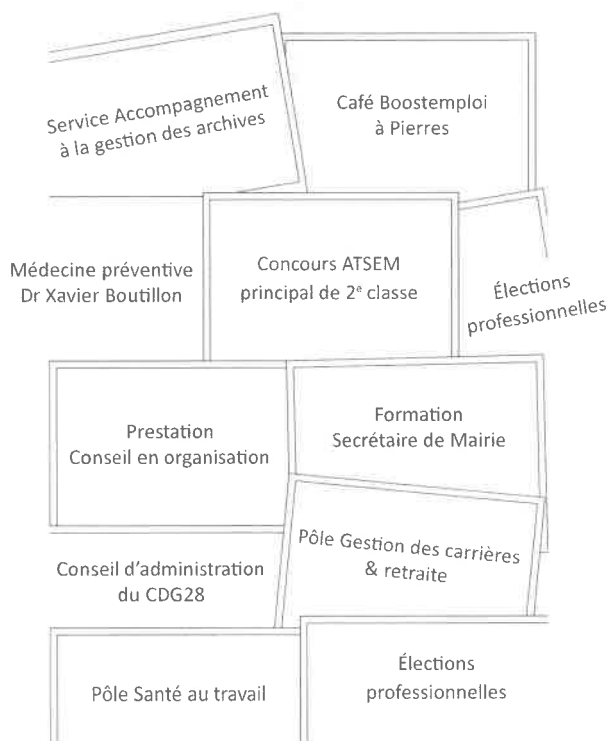 Service Accompagnement
à la gestion des archives
Café Boostemploi
à Pierres
Médecine préventive
Dr Xavier Boutillon
Concours ATSEM
principal de 2e classe
Élections
professionnelles
Prestation
Conseil en organisation
Formation
Secrétaire de Mairie
Conseil d'administration
du CDG28
Pôle Gestion des carrières
& retraite
Pôle Santé au travail
Élections
professionnelles